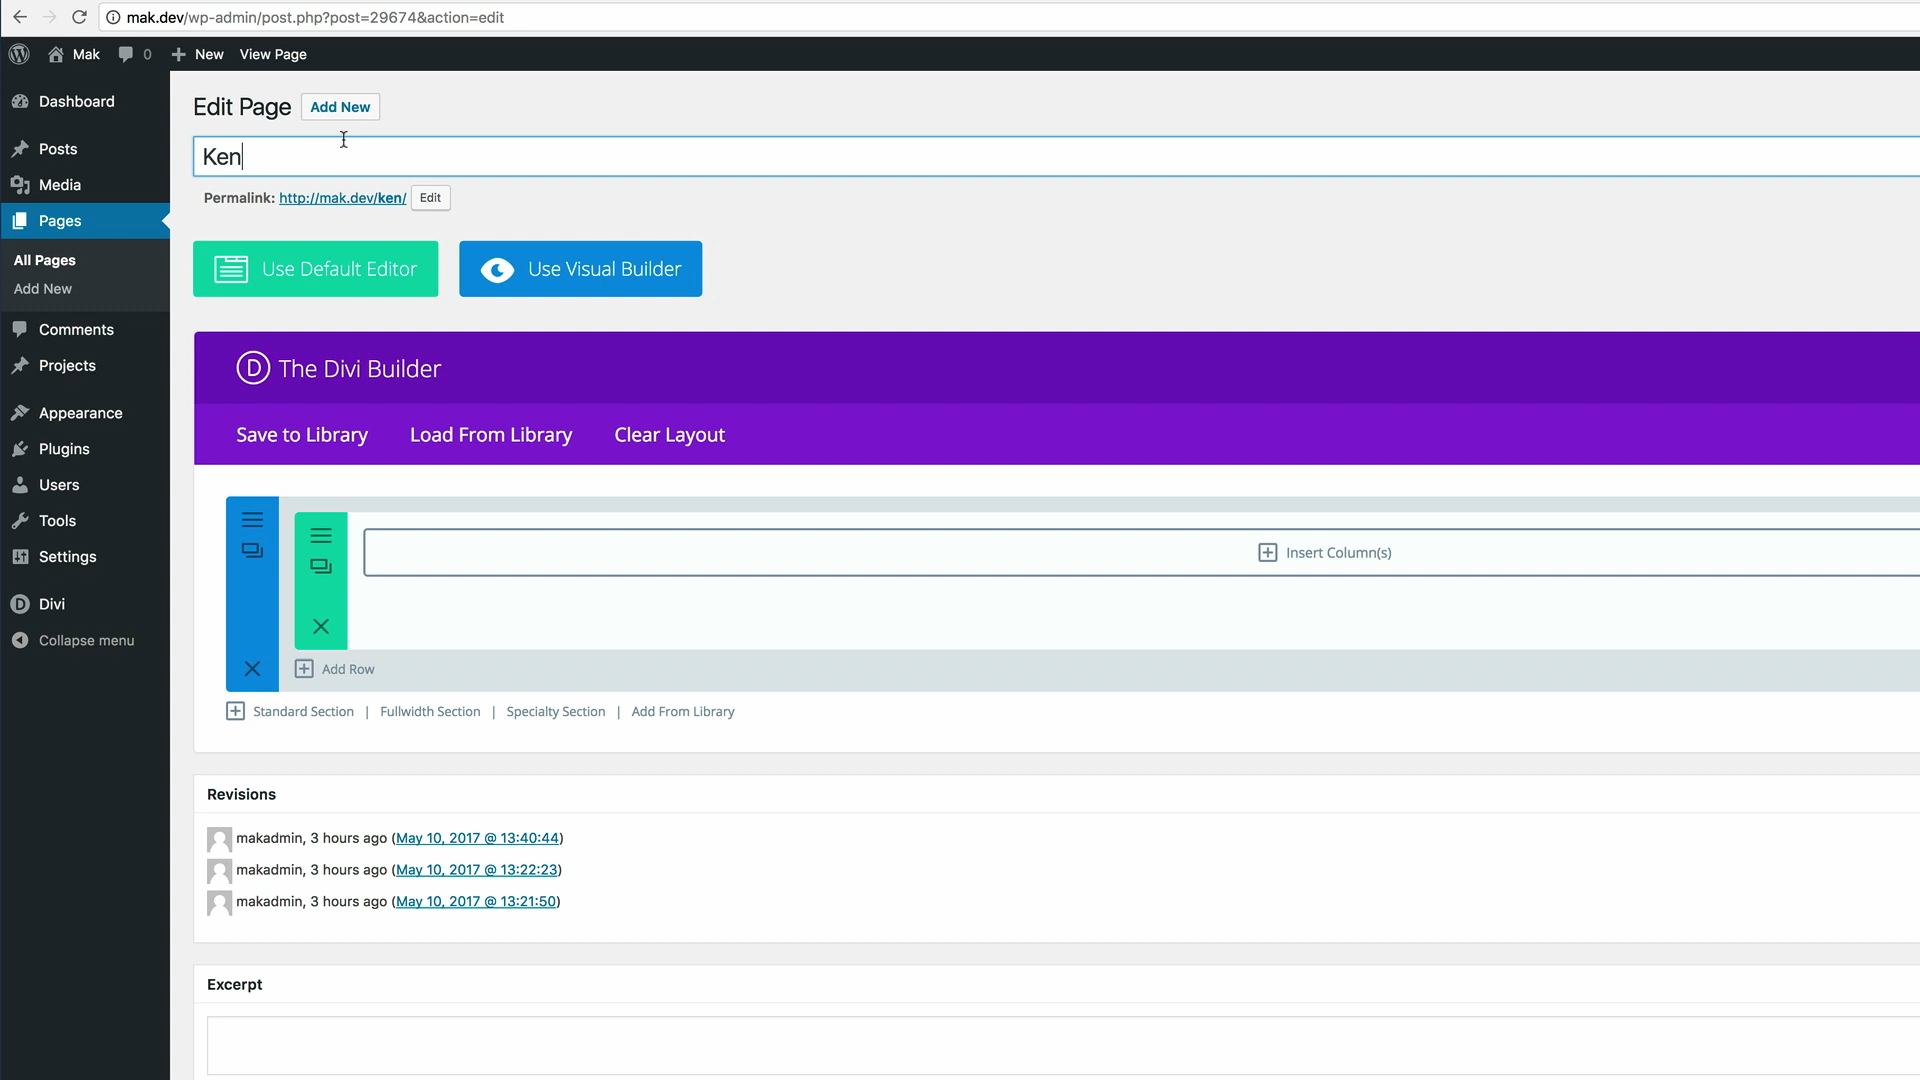 mak.dev/wp-admin/post.php?post=29674&action=edit
Mak 0 New View Page
Dashboard
Posts
Media
Pages
All Pages
Add New
Comments
Projects
Appearance
Plugins
Users
Tools
Settings
Divi
Collapse menu
Edit Page Add New
Ken
Permalink: http://mak.dev/ken/ Edit
Use Default Editor Use Visual Builder
D The Divi Builder
Save to Library Load From Library Clear Layout
Insert Column(s)
Add Row
Standard Section | Fullwidth Section | Specialty Section | Add From Library
Revisions
makadmin, 3 hours ago (May 10, 2017 @ 13:40:44)
makadmin, 3 hours ago (May 10, 2017 @ 13:22:23)
makadmin, 3 hours ago (May 10, 2017 @ 13:21:50)
Excerpt